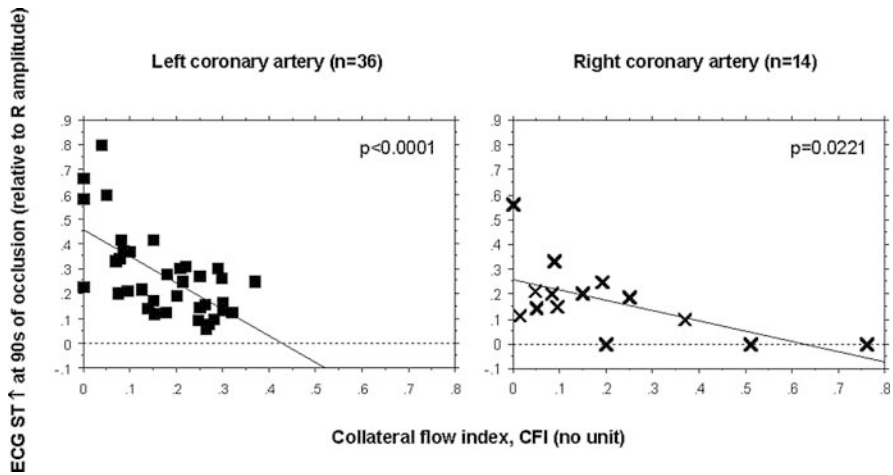 ECG ST↑ at 90s of occlusion (relative to R amplitude)
Left coronary artery (n=36)
Right coronary artery (n=14)
.9
.8
.7
.6
.5
.4
.3
.2
.1
0
-.1
p<0.0001
0 .1 .2 .3 .4 .5 .6 .7 .8
.9
.8
.7
.6
.5
.4
.3
.2
.1
0
-.1
p=0.0221
0 .1 .2 .3 .4 .5 .6 .7 .8
Collateral flow index, CFI (no unit)